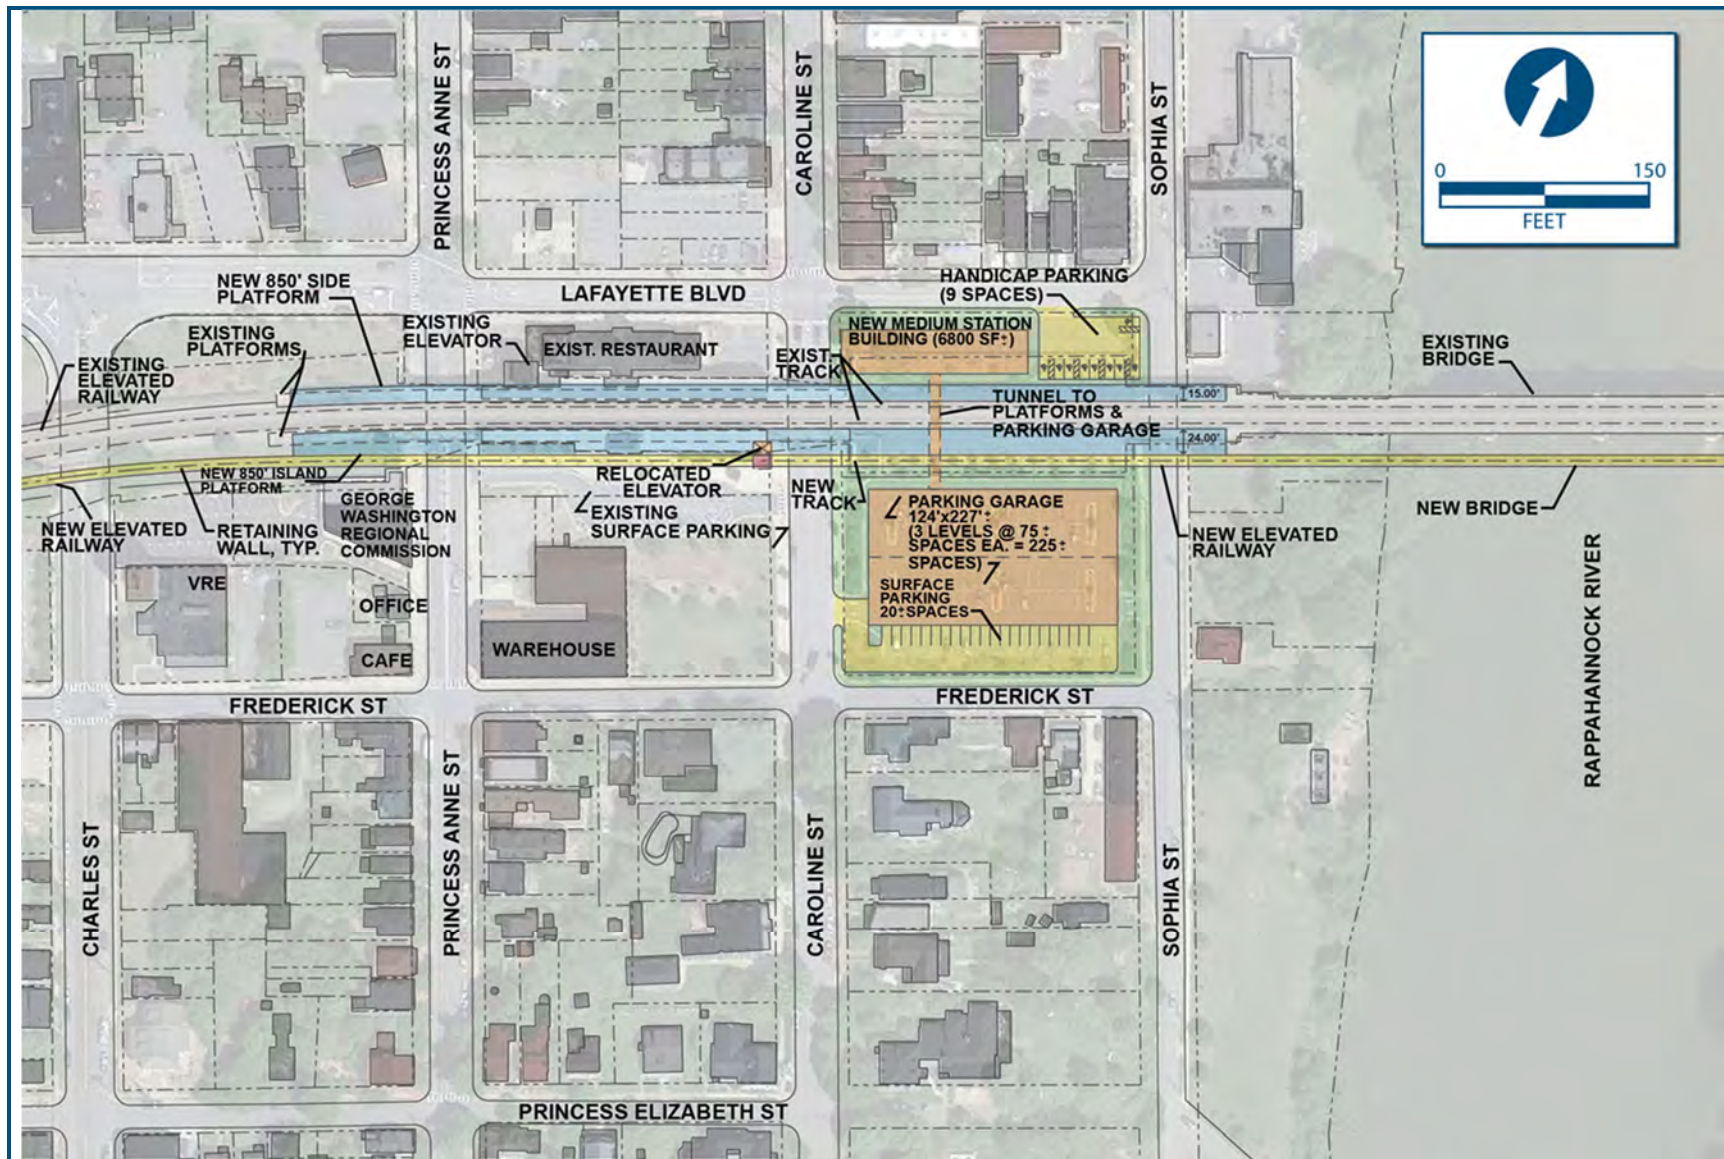 PRINCESS ANNE ST
CAROLINE ST
SOPHIA ST
0 150
FEET
NEW 850' SIDE
PLATFORM
LAFAYETTE BLVD
HANDICAP PARKING
(9 SPACES)
EXISTING
PLATFORMS
EXISTING
ELEVATOR
EXIST. RESTAURANT
NEW MEDIUM STATION
BUILDING (6800 SF±)
EXISTING
ELEVATED
RAILWAY
EXIST.
TRACK
EXISTING
BRIDGE
15.00'
TUNNEL TO
PLATFORMS &
PARKING GARAGE
24.00'
NEW 850' ISLAND
PLATFORM
RELOCATED
ELEVATOR
NEW
TRACK
NEW ELEVATED
RAILWAY
RETAINING
WALL, TYP.
GEORGE
WASHINGTON
REGIONAL
COMMISSION
EXISTING
SURFACE PARKING
PARKING GARAGE
124'x227'±
(3 LEVELS @ 75±
SPACES EA. = 225±
SPACES)
NEW ELEVATED
RAILWAY
NEW BRIDGE
VRE
OFFICE
CAFE
WAREHOUSE
SURFACE
PARKING
20±SPACES
RAPPAHANNOCK RIVER
FREDERICK ST
FREDERICK ST
CHARLES ST
PRINCESS ANNE ST
CAROLINE ST
SOPHIA ST
PRINCESS ELIZABETH ST